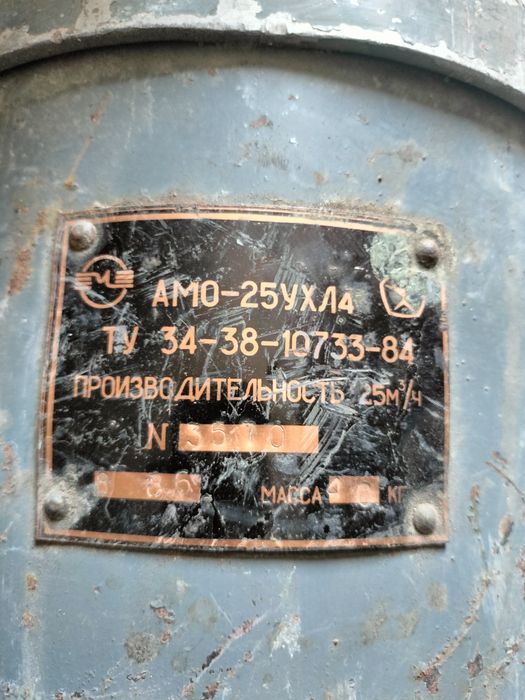 АМО-25УХЛ4
ТУ 34-38-10733-84
ПРОИЗВОДИТЕЛЬНОСТЬ 25м³/ч
N
МАССА КГ